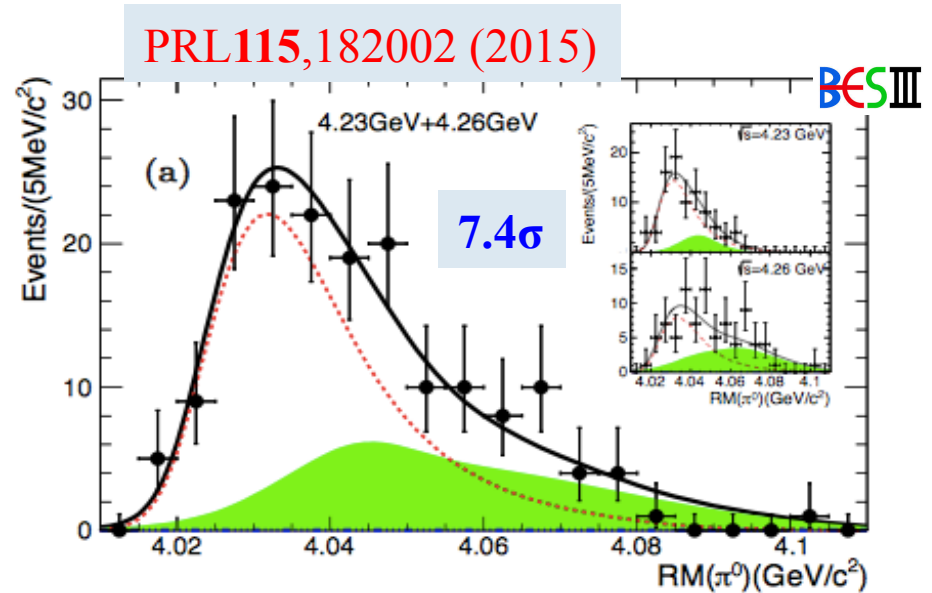 PRL115,182002 (2015)
BESIII
4.23GeV+4.26GeV
(a)
7.4σ
Events/(5MeV/c²)
30
20
10
0
4.02 4.04 4.06 4.08 4.1
RM(π⁰)(GeV/c²)
√s=4.23 GeV
Events/(5MeV/c²)
20
10
√s=4.26 GeV
15
10
5
0
4.02 4.04 4.06 4.08 4.1
RM(π⁰)(GeV/c²)